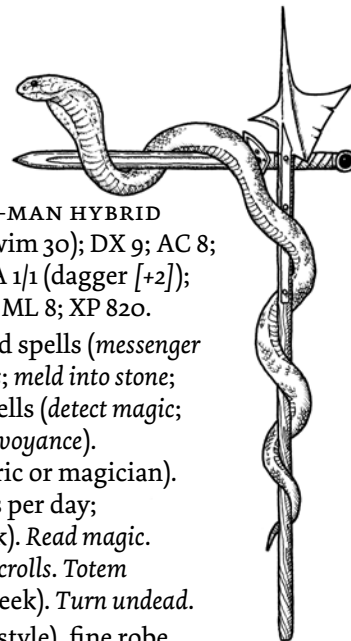 -MAN HYBRID
wim 30); DX 9; AC 8;
A 1/1 (dagger [+2]);
ML 8; XP 820.
d spells (messenger
; meld into stone;
ells (detect magic;
voyance).
ric or magician).
s per day;
k). Read magic.
crolls. Totem
eek). Turn undead.
style), fine robe